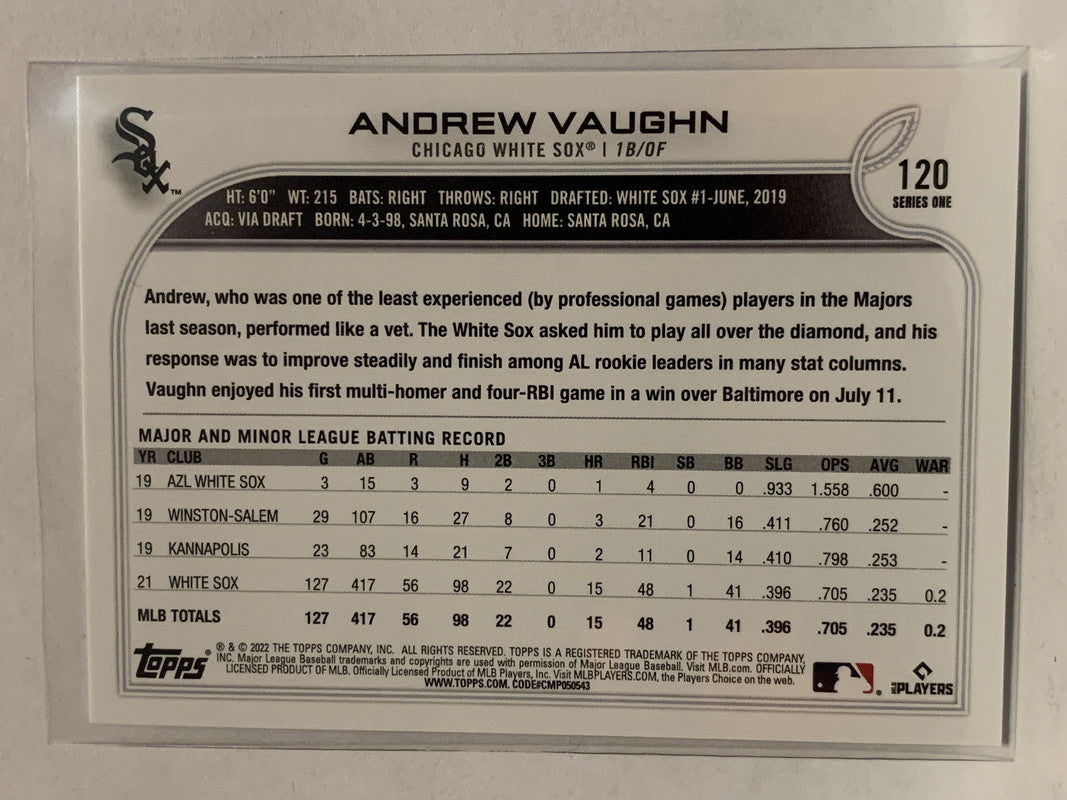 Sox™
ANDREW VAUGHN
CHICAGO WHITE SOX® | 1B/OF
120
SERIES ONE
HT: 6'0" WT: 215 BATS: RIGHT THROWS: RIGHT DRAFTED: WHITE SOX #1-JUNE, 2019
ACQ: VIA DRAFT BORN: 4-3-98, SANTA ROSA, CA HOME: SANTA ROSA, CA
Andrew, who was one of the least experienced (by professional games) players in the Majors
last season, performed like a vet. The White Sox asked him to play all over the diamond, and his
response was to improve steadily and finish among AL rookie leaders in many stat columns.
Vaughn enjoyed his first multi-homer and four-RBI game in a win over Baltimore on July 11.
MAJOR AND MINOR LEAGUE BATTING RECORD
YR CLUB G AB R H 2B 3B HR RBI SB BB SLG OPS AVG WAR
19 AZL WHITE SOX 3 15 3 9 2 0 1 4 0 0 .933 1.558 .600 -
19 WINSTON-SALEM 29 107 16 27 8 0 3 21 0 16 .411 .760 .252 -
19 KANNAPOLIS 23 83 14 21 7 0 2 11 0 14 .410 .798 .253 -
21 WHITE SOX 127 417 56 98 22 0 15 48 1 41 .396 .705 .235 0.2
MLB TOTALS 127 417 56 98 22 0 15 48 1 41 .396 .705 .235 0.2
topps®
® & © 2022 THE TOPPS COMPANY, INC. ALL RIGHTS RESERVED. TOPPS IS A REGISTERED TRADEMARK OF THE TOPPS COMPANY,
INC. Major League Baseball trademarks and copyrights are used with permission of Major League Baseball. Visit MLB.com. OFFICIALLY
LICENSED PRODUCT OF MLB. Officially Licensed Product of MLB Players, Inc. Visit MLBPLAYERS.COM, the Players Choice on the web.
WWW.TOPPS.COM. CODE#CMP050543
MLB PLAYERS